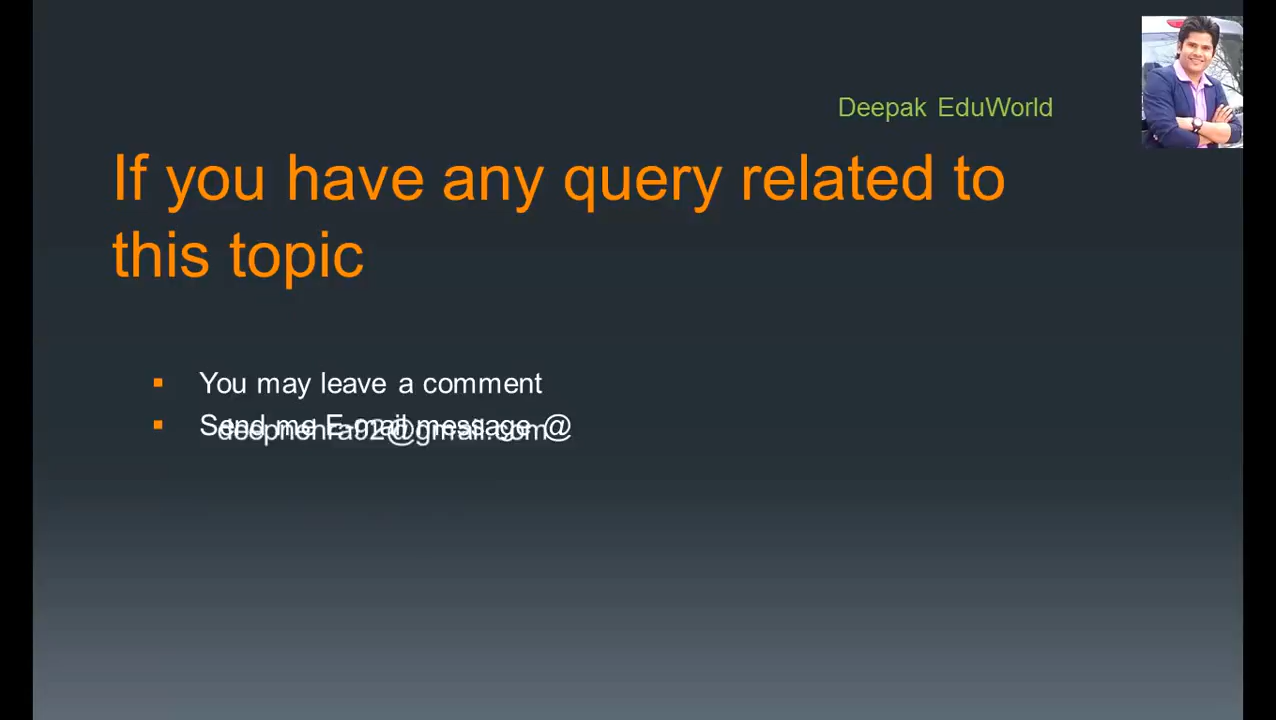 Deepak EduWorld
If you have any query related to
this topic
▪ You may leave a comment
▪ Send me E-mail message @
deepnehra92@gmail.com